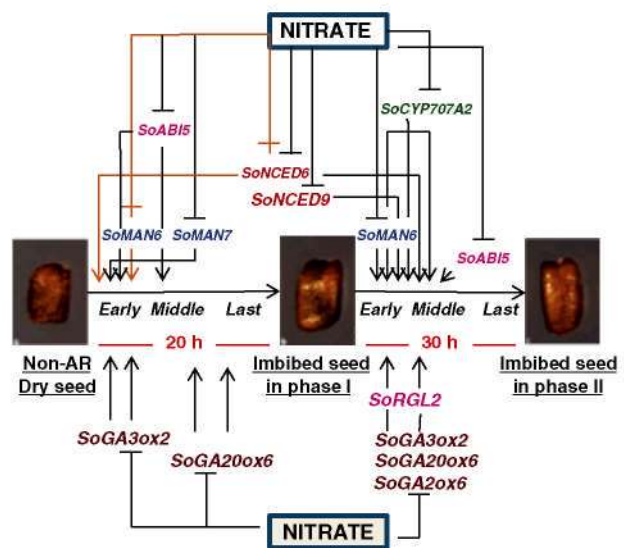 NITRATE
SoCYP707A2
SoABI5
SoNCED6
SoNCED9
SoMAN6 SoMAN7
SoMAN6
SoABI5
Early Middle Last
Early Middle Last
20 h
30 h
Non-AR
Dry seed
Imbibed seed
in phase I
Imbibed seed
in phase II
SoRGL2
SoGA3ox2
SoGA20ox6
SoGA3ox2
SoGA20ox6
SoGA2ox6
NITRATE